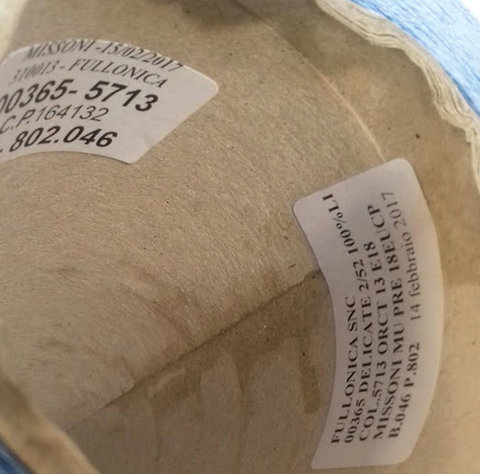 MISSONI -15/02/2017
310013 - FULLONICA
00365- 5713
C.P.164132
. 802.046
FULLONICA SNC
00365 DELICATE 2/52 100%LI
COL.5713 ORCT 13 E18
MISSONI MU PRE 18EUCP
B.046 P.802 14 febbraio 2017